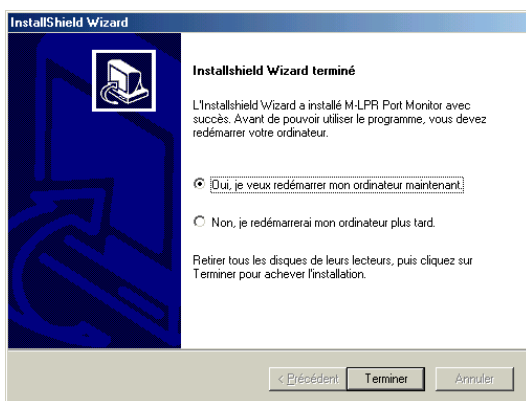 InstallShield Wizard
Installshield Wizard terminé
L'Installshield Wizard a installé M-LPR Port Monitor avec
succès. Avant de pouvoir utiliser le programme, vous devez
redémarrer votre ordinateur.
Oui, je veux redémarrer mon ordinateur maintenant.
Non, je redémarrerai mon ordinateur plus tard.
Retirer tous les disques de leurs lecteurs, puis cliquez sur
Terminer pour achever l'installation.
< Précédent Terminer Annuler